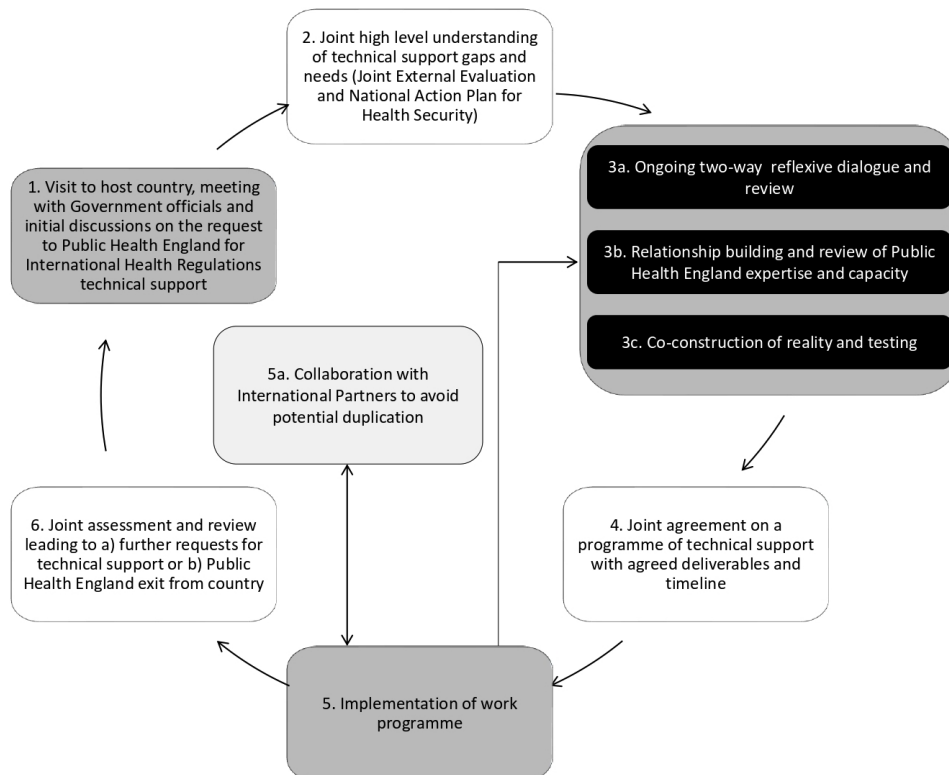 2. Joint high level understanding
of technical support gaps and
needs (Joint External Evaluation
and National Action Plan for
Health Security)
3a. Ongoing two-way reflexive dialogue and
review
1. Visit to host country, meeting
with Government officials and
initial discussions on the request
to Public Health England for
International Health Regulations
technical support
3b. Relationship building and review of Public
Health England expertise and capacity
3c. Co-construction of reality and testing
5a. Collaboration with
International Partners to avoid
potential duplication
6. Joint assessment and review
leading to a) further requests for
technical support or b) Public
Health England exit from country
4. Joint agreement on a
programme of technical support
with agreed deliverables and
timeline
5. Implementation of work
programme